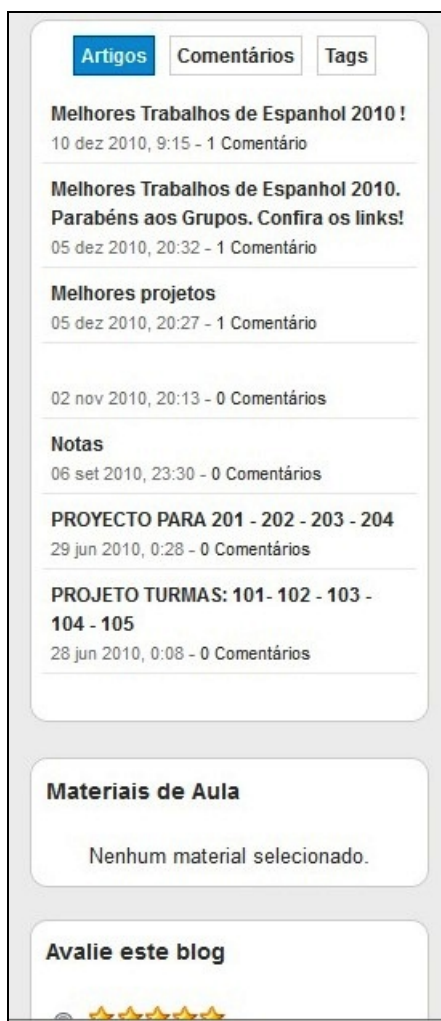 Artigos Comentários Tags
Melhores Trabalhos de Espanhol 2010 !
10 dez 2010, 9:15 - 1 Comentário
Melhores Trabalhos de Espanhol 2010.
Parabéns aos Grupos. Confira os links!
05 dez 2010, 20:32 - 1 Comentário
Melhores projetos
05 dez 2010, 20:27 - 1 Comentário
02 nov 2010, 20:13 - 0 Comentários
Notas
06 set 2010, 23:30 - 0 Comentários
PROYECTO PARA 201 - 202 - 203 - 204
29 jun 2010, 0:28 - 0 Comentários
PROJETO TURMAS: 101- 102 - 103 -
104 - 105
28 jun 2010, 0:08 - 0 Comentários
Materiais de Aula
Nenhum material selecionado.
Avalie este blog